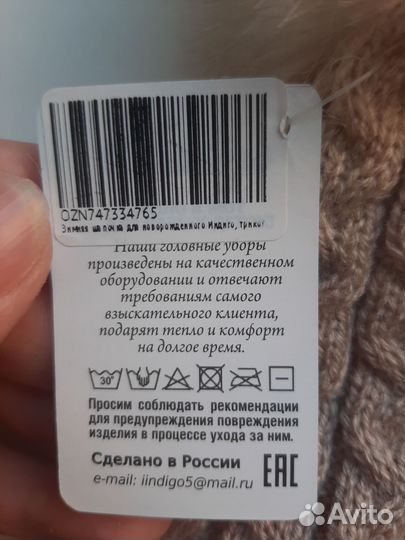 OZN747334765
Зимняя шапочка для новорожденного Индиго, трикот
Наши головные уборы
произведены на качественном
оборудовании и отвечают
требованиям самого
взыскательного клиента,
подарят тепло и комфорт
на долгое время.
30°
Просим соблюдать рекомендации
для предупреждения повреждения
изделия в процессе ухода за ним.
Сделано в России
e-mail: iindigo5@mail.ru
EAC
Avito